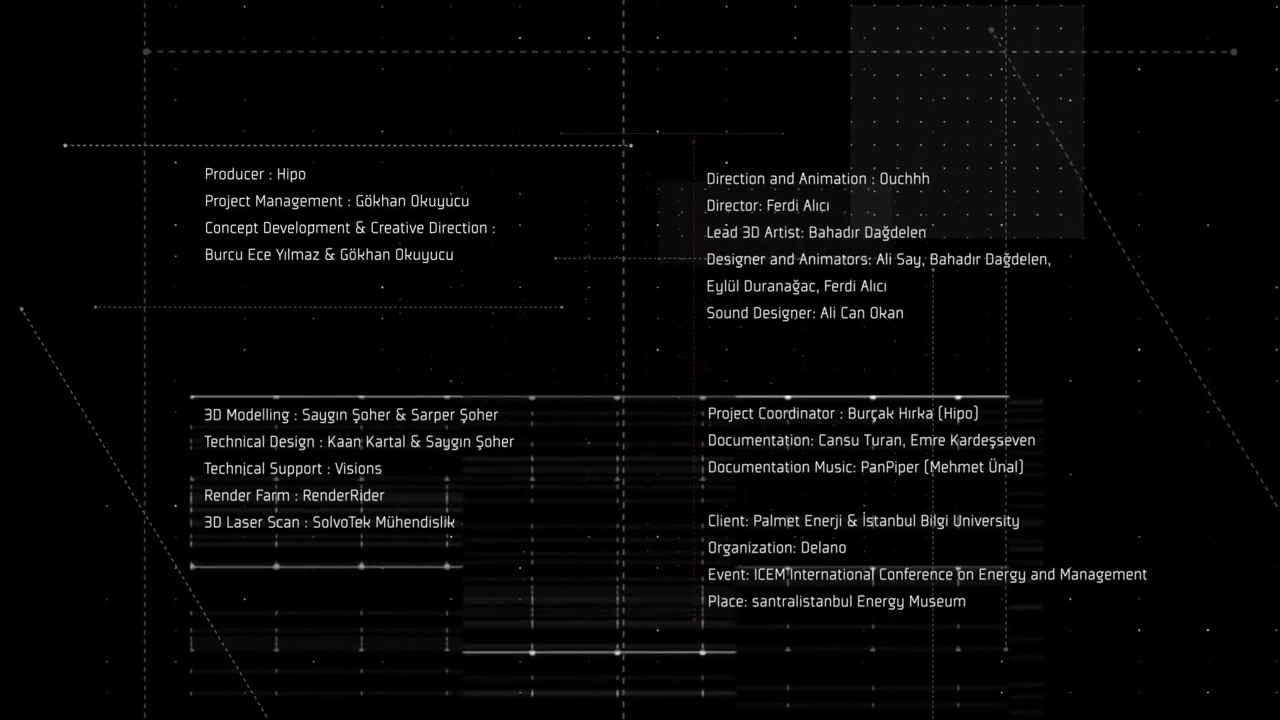 Producer : Hipo
Project Management : Gökhan Okuyucu
Concept Development & Creative Direction :
Burcu Ece Yılmaz & Gökhan Okuyucu
Direction and Animation : Ouchhh
Director: Ferdi Alıcı
Lead 3D Artist: Bahadır Dağdelen
Designer and Animators: Ali Say, Bahadır Dağdelen,
Eylül Duranağac, Ferdi Alıcı
Sound Designer: Ali Can Okan
3D Modelling : Saygın Şoher & Sarper Şoher
Technical Design : Kaan Kartal & Saygın Şoher
Technical Support : Visions
Render Farm : RenderRider
3D Laser Scan : SolvoTek Mühendislik
Project Coordinator : Burçak Hırka (Hipo)
Documentation: Cansu Turan, Emre Kardeşseven
Documentation Music: PanPiper (Mehmet Ünal)
Client: Palmet Enerji & İstanbul Bilgi University
Organization: Delano
Event: ICEM International Conference on Energy and Management
Place: santralistanbul Energy Museum